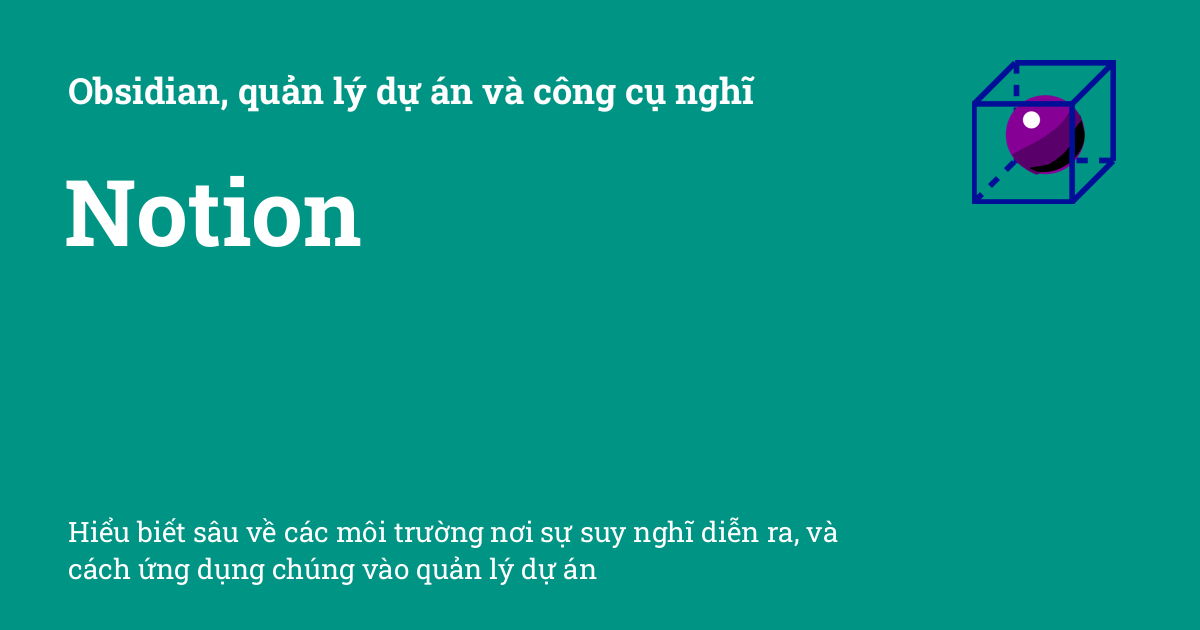 Obsidian, quản lý dự án và công cụ nghĩ
Notion
Hiểu biết sâu về các môi trường nơi sự suy nghĩ diễn ra, và
cách ứng dụng chúng vào quản lý dự án